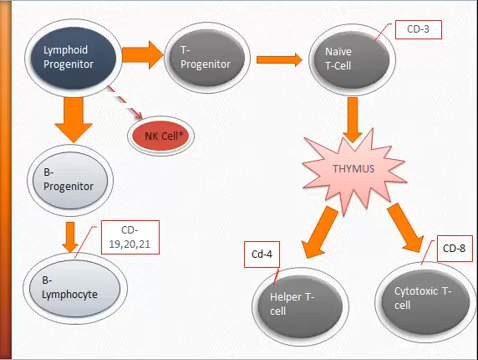 Lymphoid
Progenitor
T-
Progenitor
Naive
T-Cell
CD-3
NK Cell*
B-
Progenitor
THYMUS
CD-
19,20,21
Cd-4
CD-8
B-
Lymphocyte
Helper T-
cell
Cytotoxic T-
cell